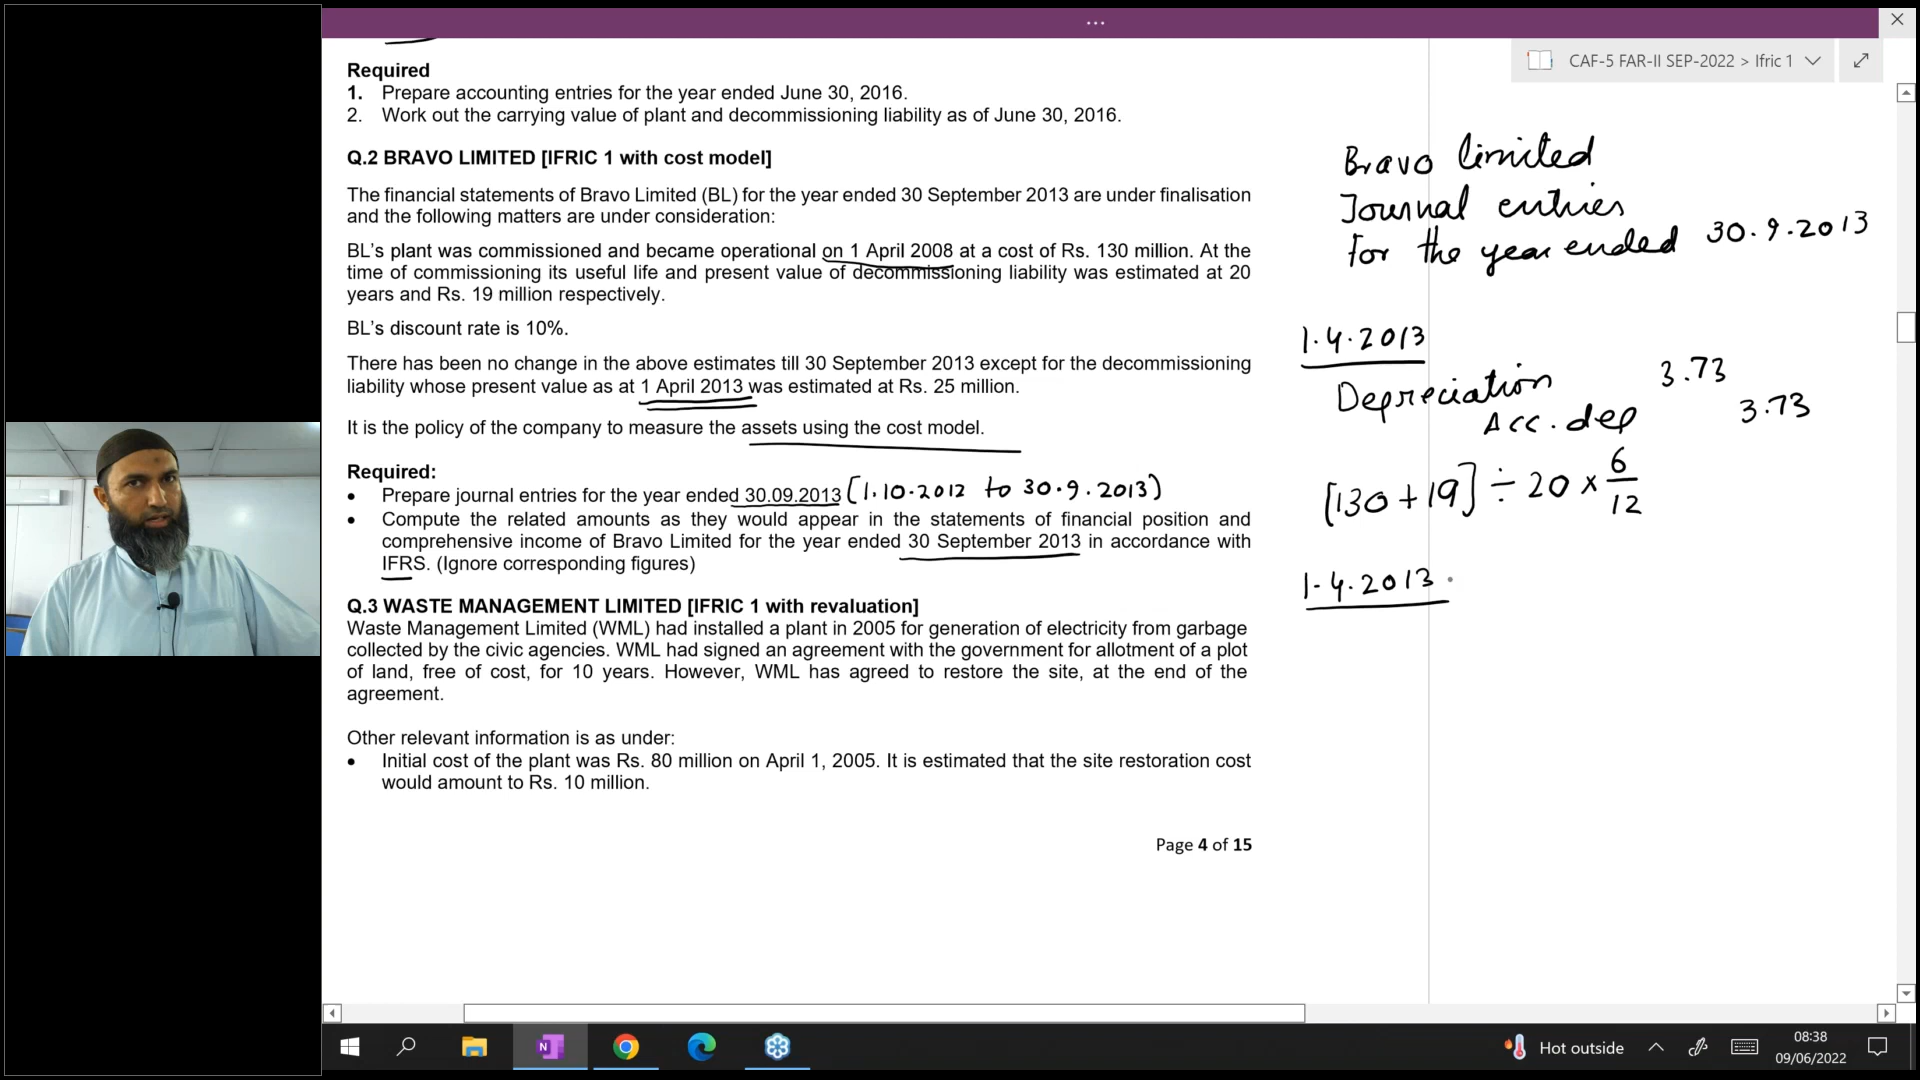 ...
CAF-5 FAR-II SEP-2022 > Ifric 1
Required
1. Prepare accounting entries for the year ended June 30, 2016.
2. Work out the carrying value of plant and decommissioning liability as of June 30, 2016.
Q.2 BRAVO LIMITED [IFRIC 1 with cost model]
The financial statements of Bravo Limited (BL) for the year ended 30 September 2013 are under finalisation
and the following matters are under consideration:
BL's plant was commissioned and became operational on 1 April 2008 at a cost of Rs. 130 million. At the
time of commissioning its useful life and present value of decommissioning liability was estimated at 20
years and Rs. 19 million respectively.
BL's discount rate is 10%.
There has been no change in the above estimates till 30 September 2013 except for the decommissioning
liability whose present value as at 1 April 2013 was estimated at Rs. 25 million.
It is the policy of the company to measure the assets using the cost model.
Required:
• Prepare journal entries for the year ended 30.09.2013 (1.10.2012 to 30.9.2013)
• Compute the related amounts as they would appear in the statements of financial position and
comprehensive income of Bravo Limited for the year ended 30 September 2013 in accordance with
IFRS. (Ignore corresponding figures)
Q.3 WASTE MANAGEMENT LIMITED [IFRIC 1 with revaluation]
Waste Management Limited (WML) had installed a plant in 2005 for generation of electricity from garbage
collected by the civic agencies. WML had signed an agreement with the government for allotment of a plot
of land, free of cost, for 10 years. However, WML has agreed to restore the site, at the end of the
agreement.
Other relevant information is as under:
• Initial cost of the plant was Rs. 80 million on April 1, 2005. It is estimated that the site restoration cost
would amount to Rs. 10 million.
Page 4 of 15
Bravo limited
Journal entries
For the year ended 30.9.2013
1.4.2013
Depreciation 3.73
Acc. dep 3.73
[130 + 19] ÷ 20 × 6/12
1.4.2013
Hot outside
08:38
09/06/2022